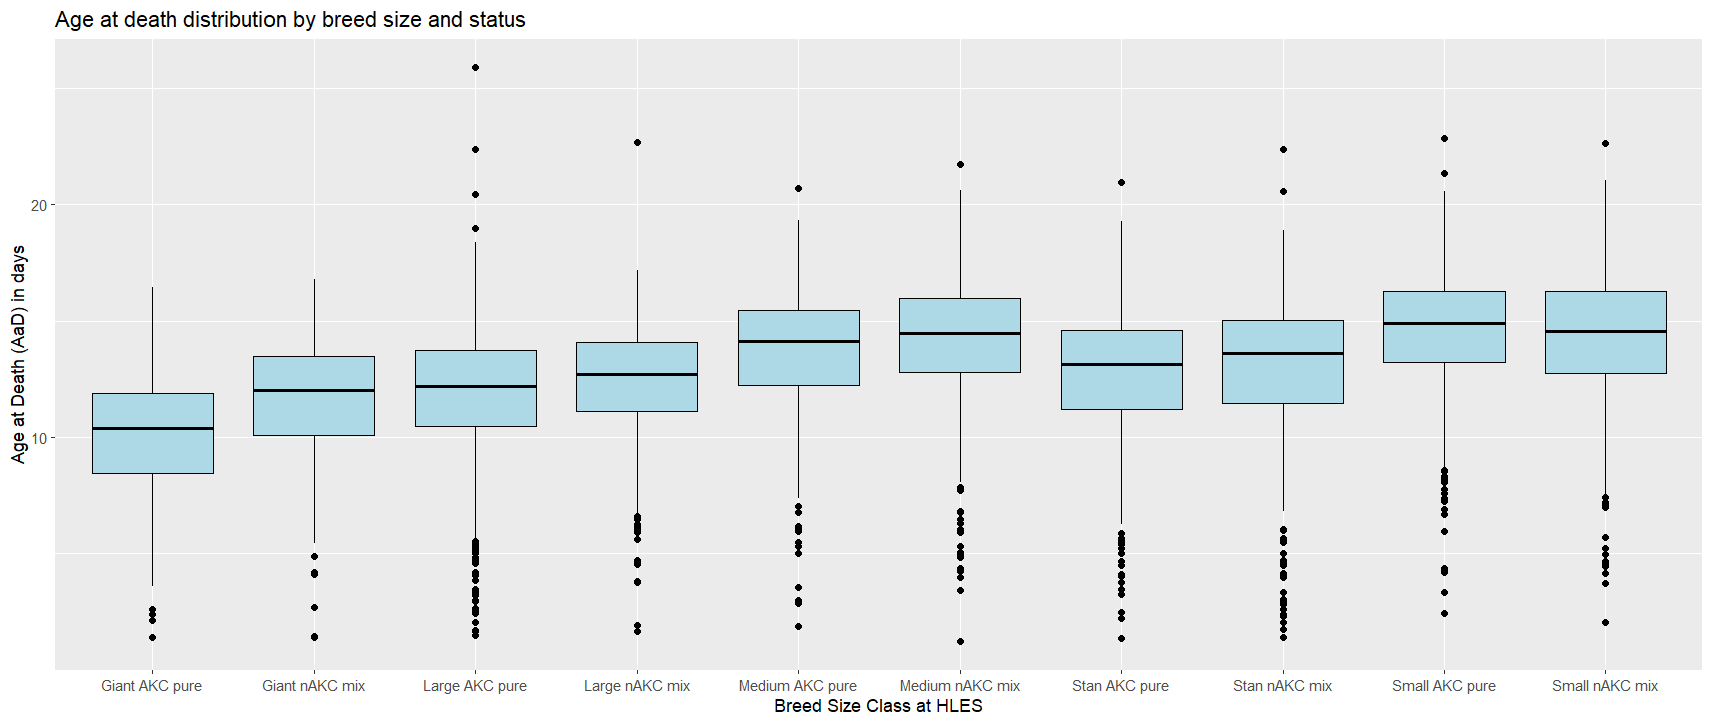 Age at death distribution by breed size and status
Age at Death (AaD) in days
20
10
Giant AKC pure
Giant nAKC mix
Large AKC pure
Large nAKC mix
Medium AKC pure
Medium nAKC mix
Stan AKC pure
Stan nAKC mix
Small AKC pure
Small nAKC mix
Breed Size Class at HLES